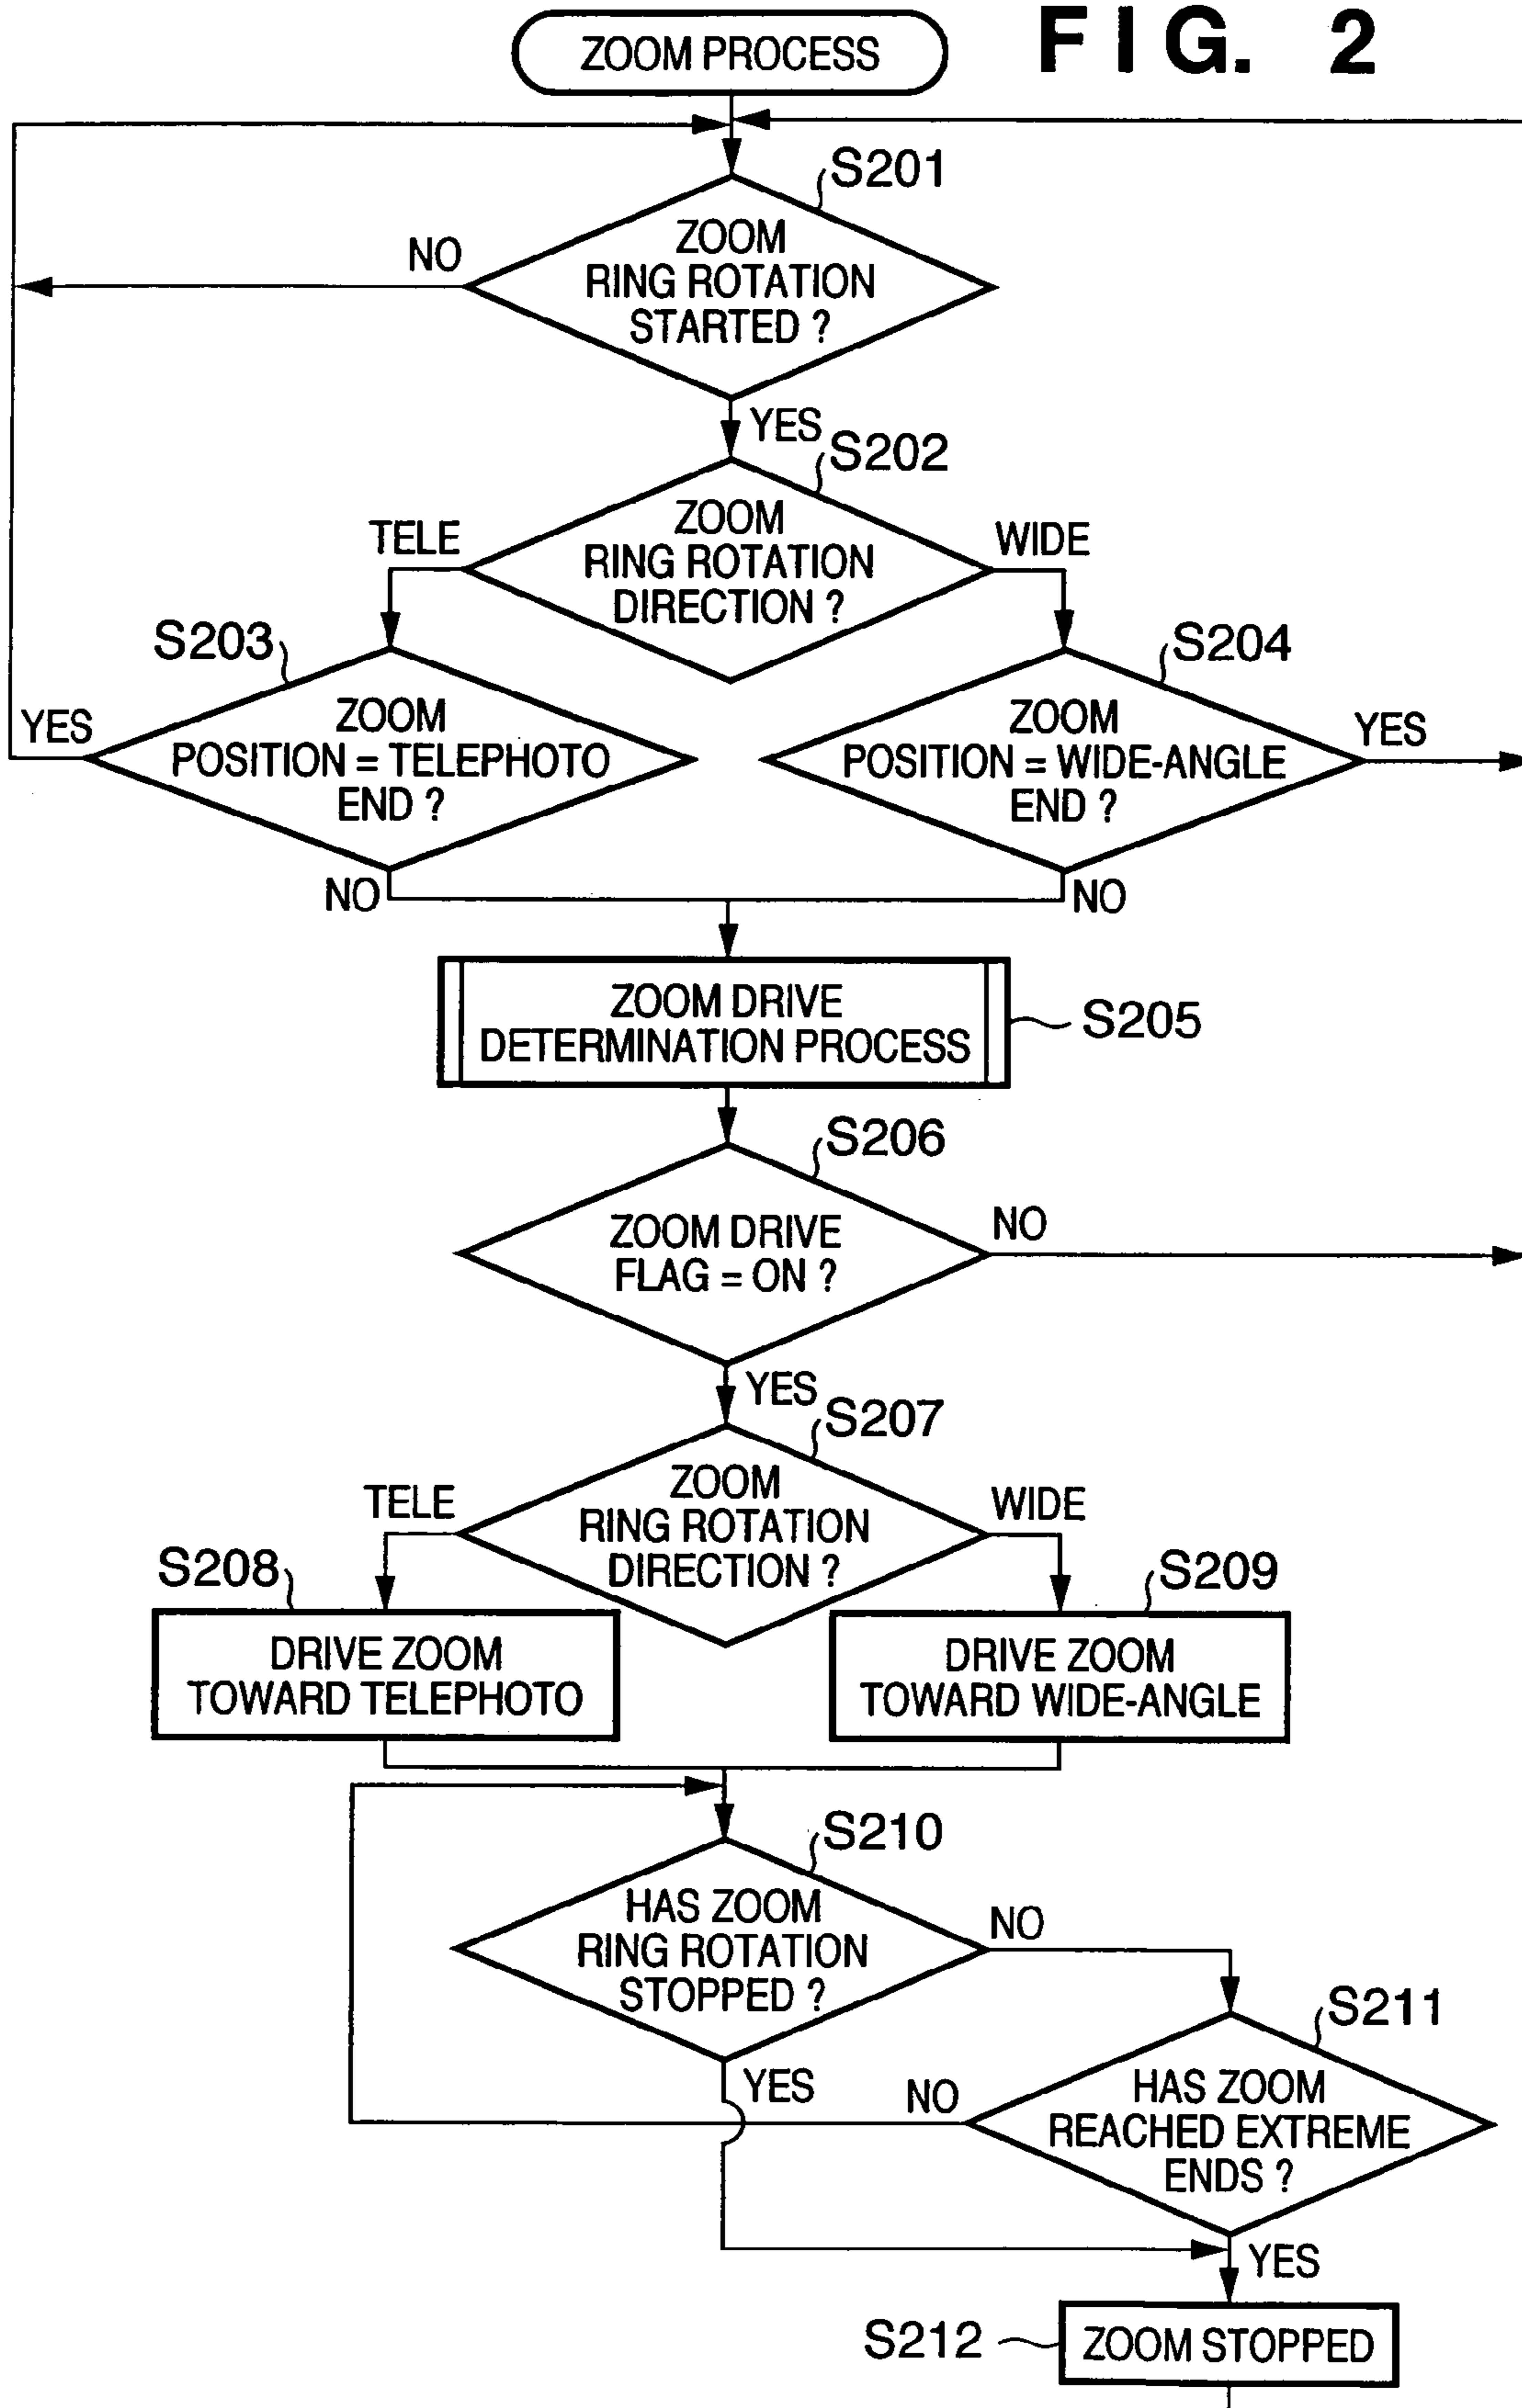 FIG. 2
ZOOM PROCESS
S201
ZOOM
RING ROTATION
STARTED ?
NO
YES
S202
ZOOM
RING ROTATION
DIRECTION ?
TELE
WIDE
S203
ZOOM
POSITION = TELEPHOTO
END ?
YES
NO
S204
ZOOM
POSITION = WIDE-ANGLE
END ?
YES
NO
ZOOM DRIVE
DETERMINATION PROCESS
S205
S206
ZOOM DRIVE
FLAG = ON ?
NO
YES
S207
ZOOM
RING ROTATION
DIRECTION ?
TELE
WIDE
S208
DRIVE ZOOM
TOWARD TELEPHOTO
S209
DRIVE ZOOM
TOWARD WIDE-ANGLE
S210
HAS ZOOM
RING ROTATION
STOPPED ?
NO
YES
S211
HAS ZOOM
REACHED EXTREME
ENDS ?
NO
YES
S212
ZOOM STOPPED